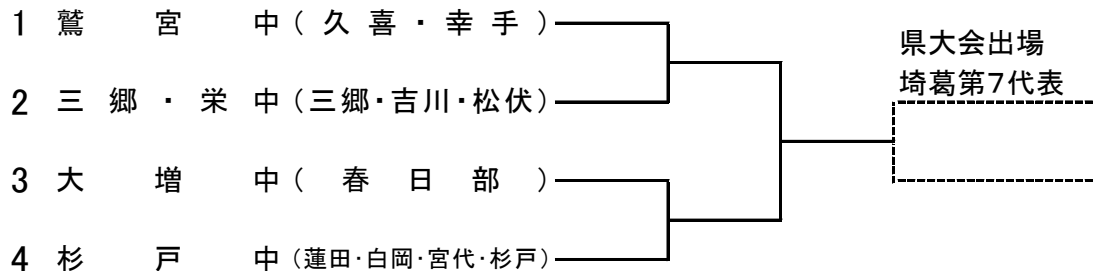 1 鷲宮中(久喜・幸手)
2 三郷・栄中(三郷・吉川・松伏)
3 大増中(春日部)
4 杉戸中(蓮田・白岡・宮代・杉戸)
県大会出場
埼葛第7代表